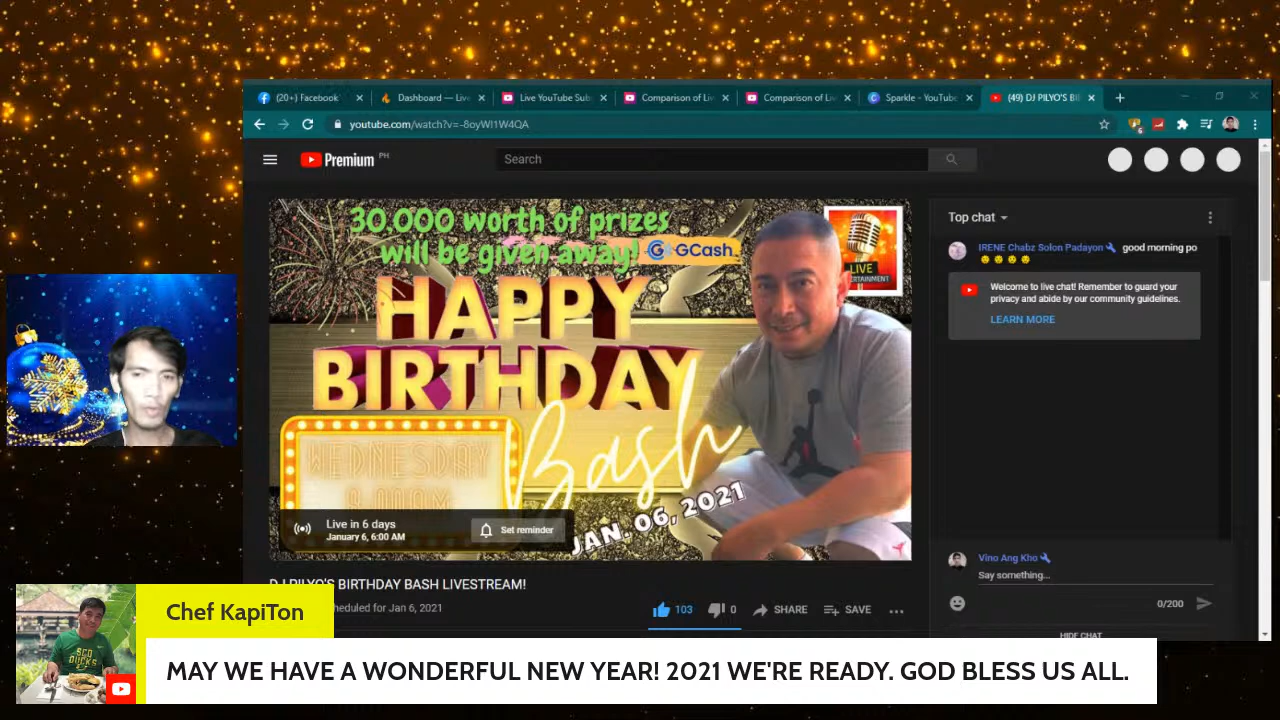 (20+) Facebook
Dashboard — Live
Live YouTube Sub
Comparison of Liv
Comparison of Liv
Sparkle - YouTube
(49) DJ PILYO'S BI
youtube.com/watch?v=-8oyWl1W4QA
Premium PH
Search
30,000 worth of prizes
will be given away! GCash
LIVE
HAPPY
BIRTHDAY
Bash
WEDNESDAY
JAN. 06, 2021
Live in 6 days
January 6, 6:00 AM
Set reminder
Top chat
IRENE Chabz Solon Padayon good morning po
Welcome to live chat! Remember to guard your
privacy and abide by our community guidelines.
LEARN MORE
Vino Ang Kho
Say something...
0/200
HIDE CHAT
DJ PILYO'S BIRTHDAY BASH LIVESTREAM!
for Jan 6, 2021
103 0 SHARE SAVE
Chef KapiTon
SCO DUCKS
MAY WE HAVE A WONDERFUL NEW YEAR! 2021 WE'RE READY. GOD BLESS US ALL.